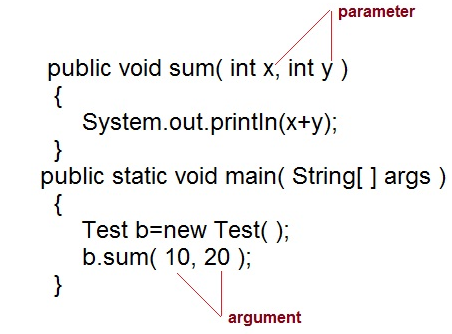 parameter
public void sum( int x, int y )
{
System.out.println(x+y);
}
public static void main( String[ ] args )
{
Test b=new Test( );
b.sum( 10, 20 );
}
argument